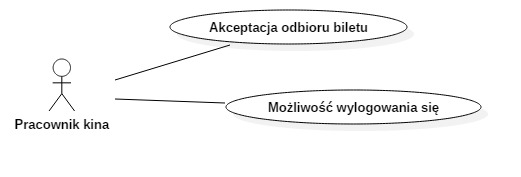 Akceptacja odbioru biletu
Możliwość wylogowania się
Pracownik kina